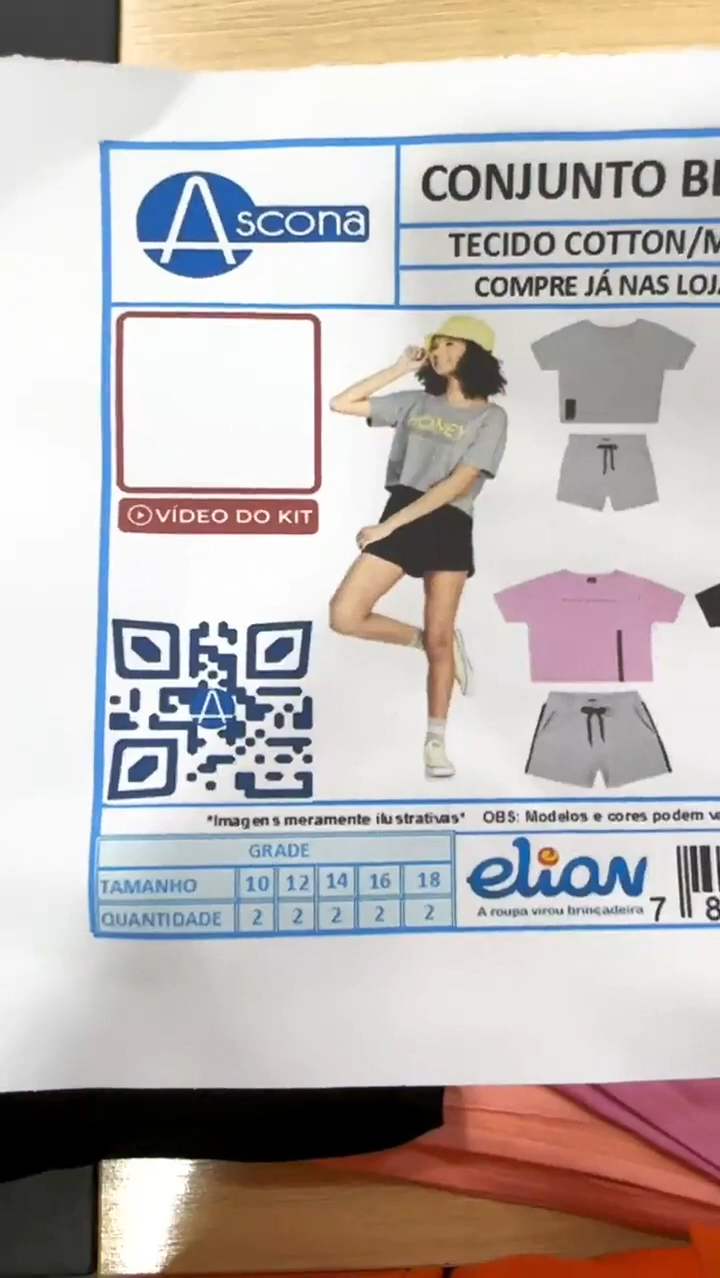 Ascona
CONJUNTO
TECIDO COTTON/
COMPRE JÁ NAS
HONEY
VÍDEO DO KIT
*Imagens meramente ilustrativas* OBS: Modelos e cores podem
GRADE
TAMANHO 10 12 14 16 18
QUANTIDADE 2 2 2 2 2
elian
A roupa virou brincadeira
7 8